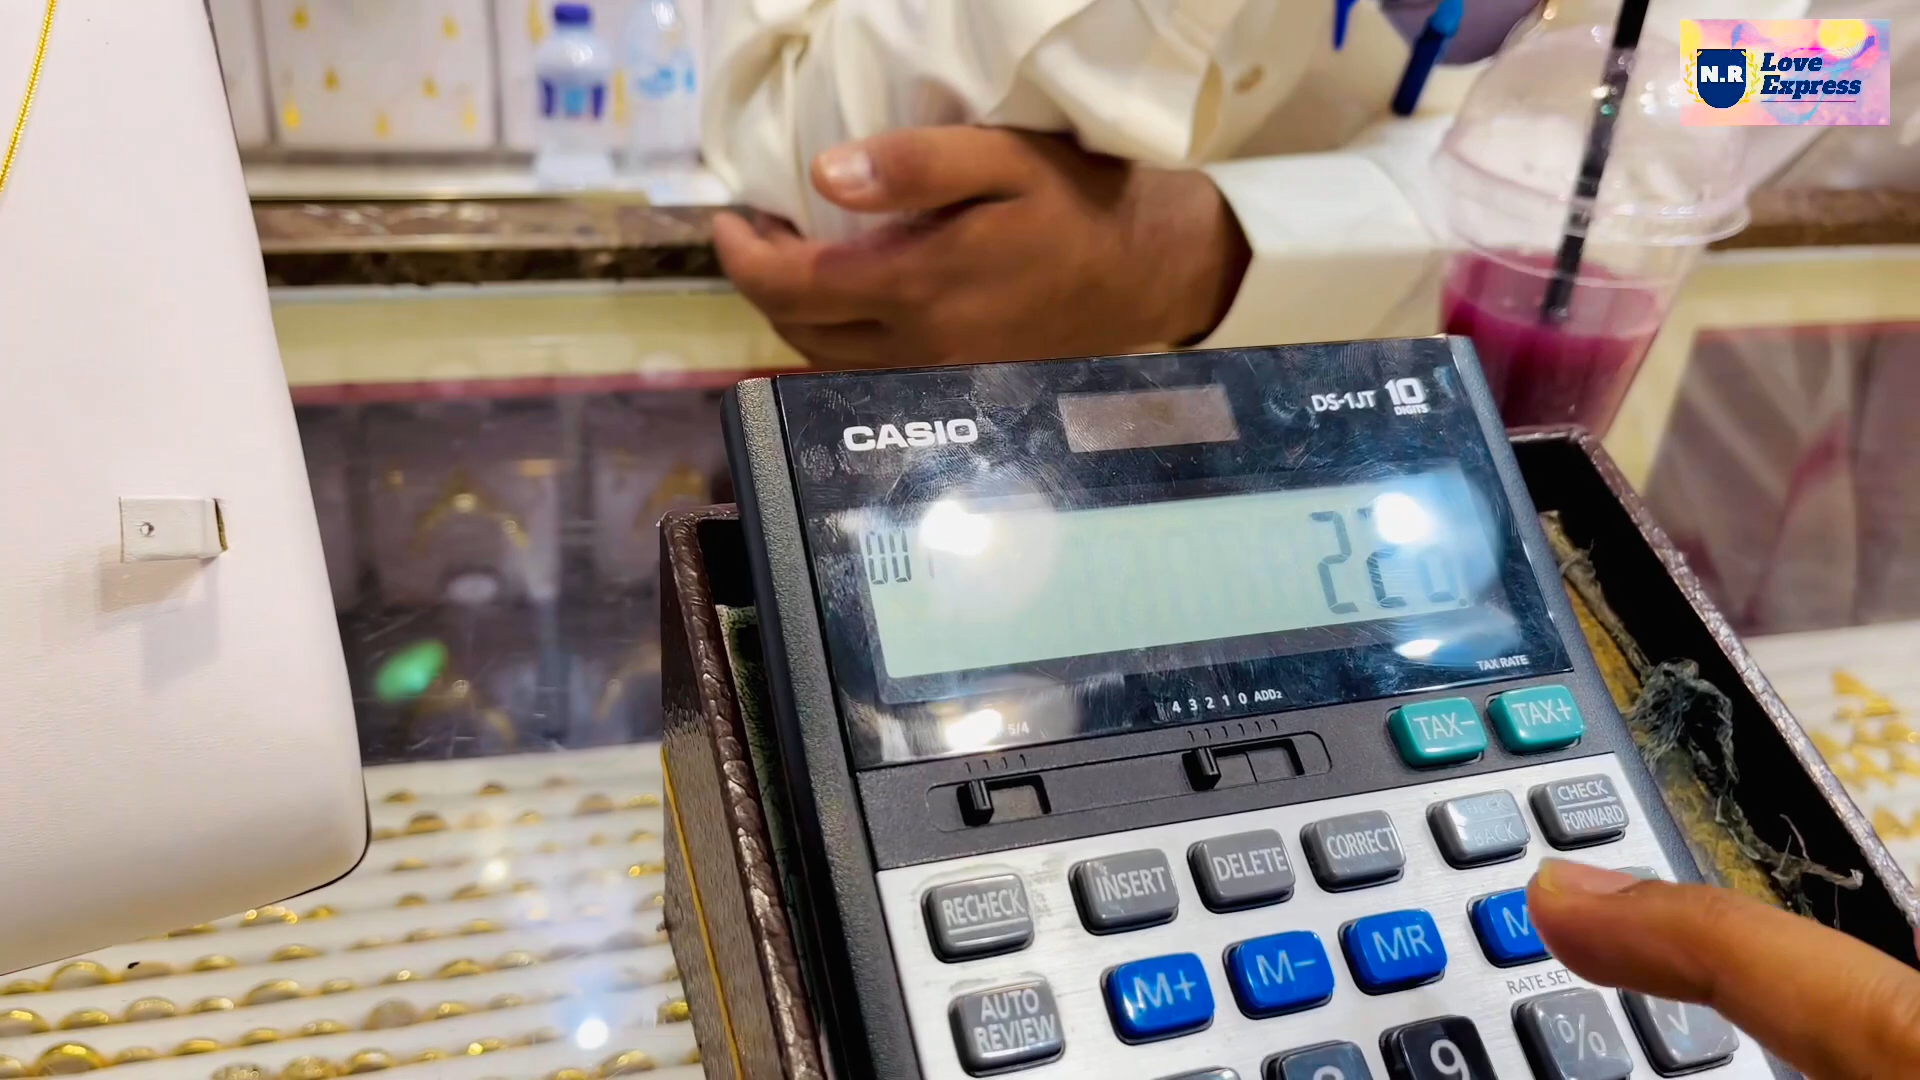 N.R Love
Express
CASIO
DS-1JT 10
DIGITS
TAX RATE
5/4
4 3 2 1 0 ADD₂
TAX− TAX+
RECHECK INSERT DELETE CORRECT BACK CHECK
FORWARD
AUTO
REVIEW M+ M− MR
RATE SET
9 % √